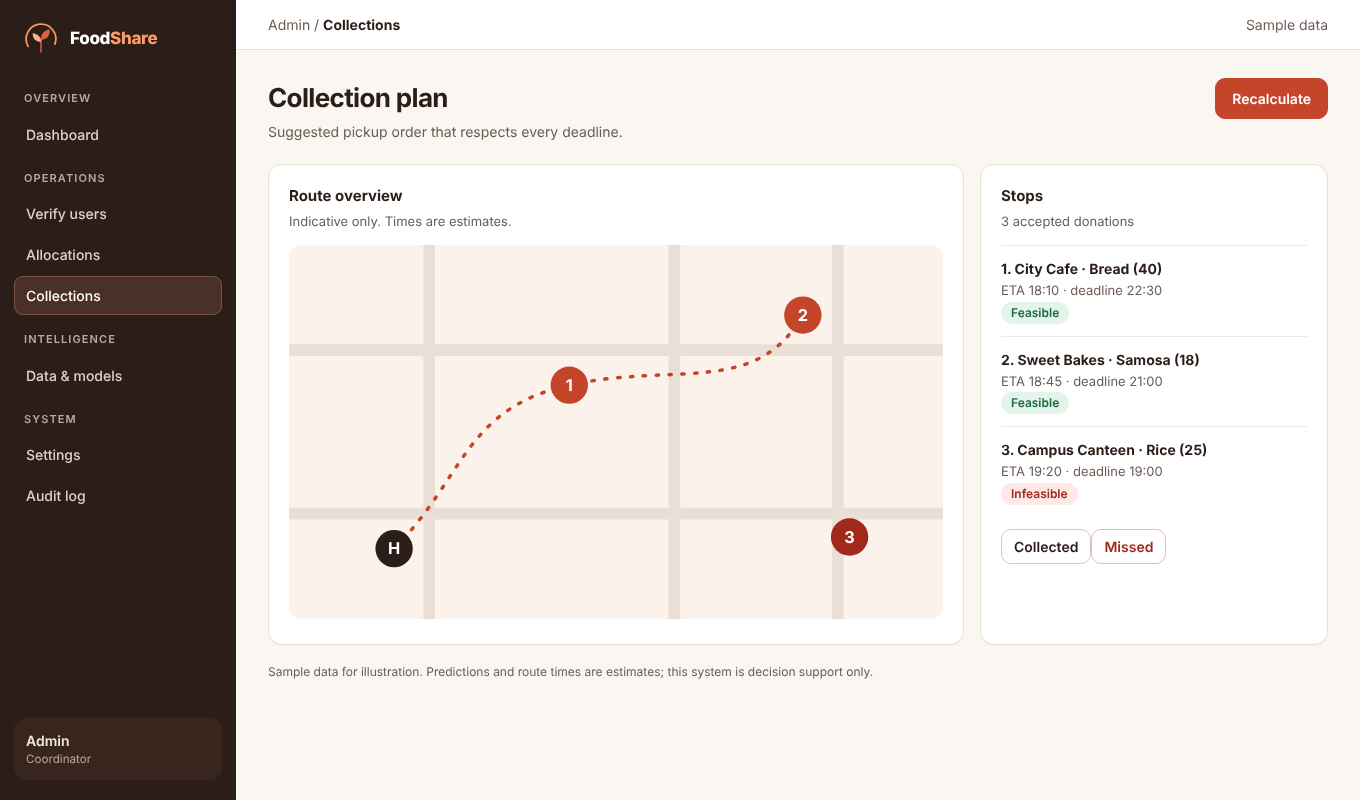 FoodShare
OVERVIEW
Dashboard
OPERATIONS
Verify users
Allocations
Collections
INTELLIGENCE
Data & models
SYSTEM
Settings
Audit log
Admin
Coordinator
Admin / Collections
Sample data
Collection plan
Recalculate
Suggested pickup order that respects every deadline.
Route overview
Indicative only. Times are estimates.
2
1
H
3
Stops
3 accepted donations
1. City Cafe · Bread (40)
ETA 18:10 · deadline 22:30
Feasible
2. Sweet Bakes · Samosa (18)
ETA 18:45 · deadline 21:00
Feasible
3. Campus Canteen · Rice (25)
ETA 19:20 · deadline 19:00
Infeasible
Collected Missed
Sample data for illustration. Predictions and route times are estimates; this system is decision support only.